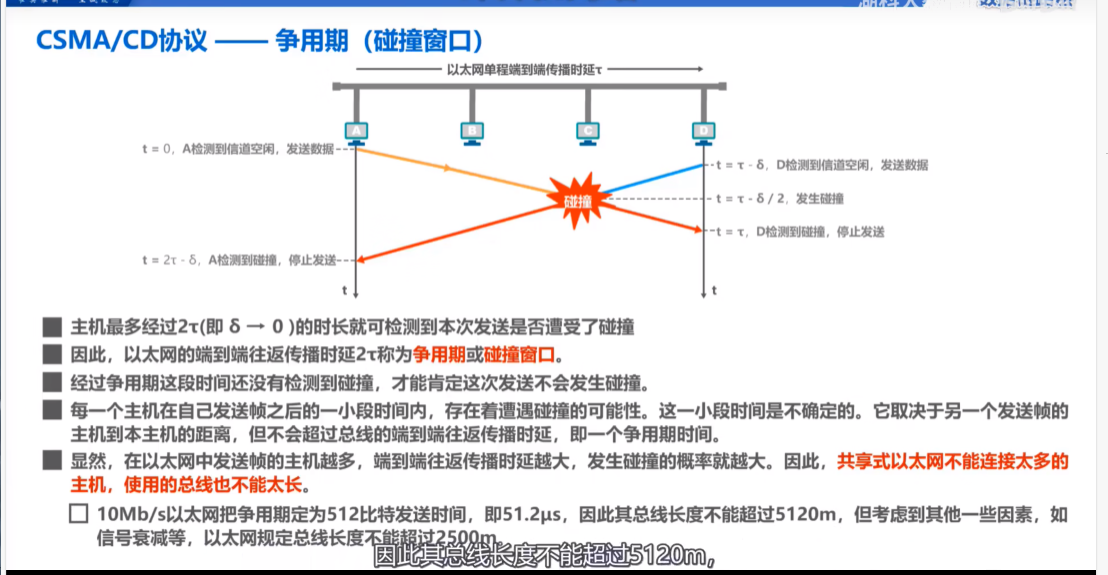 CSMA/CD协议 —— 争用期（碰撞窗口）
以太网单程端到端传播时延τ
A B C D
t = 0，A检测到信道空闲，发送数据
t = τ - δ，D检测到信道空闲，发送数据
碰撞
t = τ - δ / 2，发生碰撞
t = τ，D检测到碰撞，停止发送
t = 2τ - δ，A检测到碰撞，停止发送
t t
主机最多经过2τ(即 δ → 0 )的时长就可检测到本次发送是否遭受了碰撞
因此，以太网的端到端往返传播时延2τ称为争用期或碰撞窗口。
经过争用期这段时间还没有检测到碰撞，才能肯定这次发送不会发生碰撞。
每一个主机在自己发送帧之后的一小段时间内，存在着遭遇碰撞的可能性。这一小段时间是不确定的。它取决于另一个发送帧的
主机到本主机的距离，但不会超过总线的端到端往返传播时延，即一个争用期时间。
显然，在以太网中发送帧的主机越多，端到端往返传播时延越大，发生碰撞的概率就越大。因此，共享式以太网不能连接太多的
主机，使用的总线也不能太长。
10Mb/s以太网把争用期定为512比特发送时间，即51.2μs，因此其总线长度不能超过5120m，但考虑到其他一些因素，如
信号衰减等，以太网规定总线长度不能超过2500m
因此其总线长度不能超过5120m，